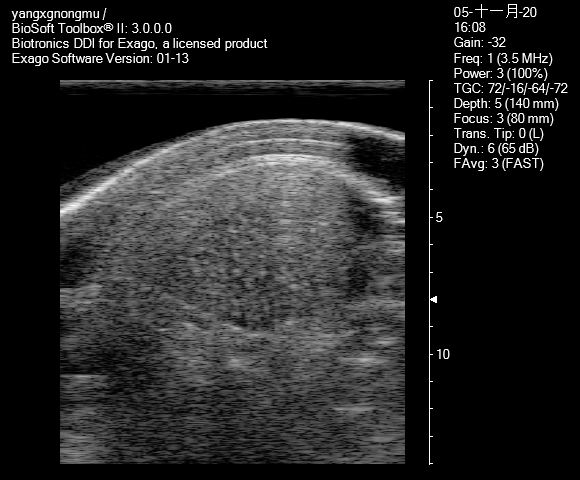 yangxgnongmu /
BioSoft Toolbox® II: 3.0.0.0
Biotronics DDI for Exago, a licensed product
Exago Software Version: 01-13
05-十一月-20
16:08
Gain: -32
Freq: 1 (3.5 MHz)
Power: 3 (100%)
TGC: 72/-16/-64/-72
Depth: 5 (140 mm)
Focus: 3 (80 mm)
Trans. Tip: 0 (L)
Dyn.: 6 (65 dB)
FAvg: 3 (FAST)
5
10